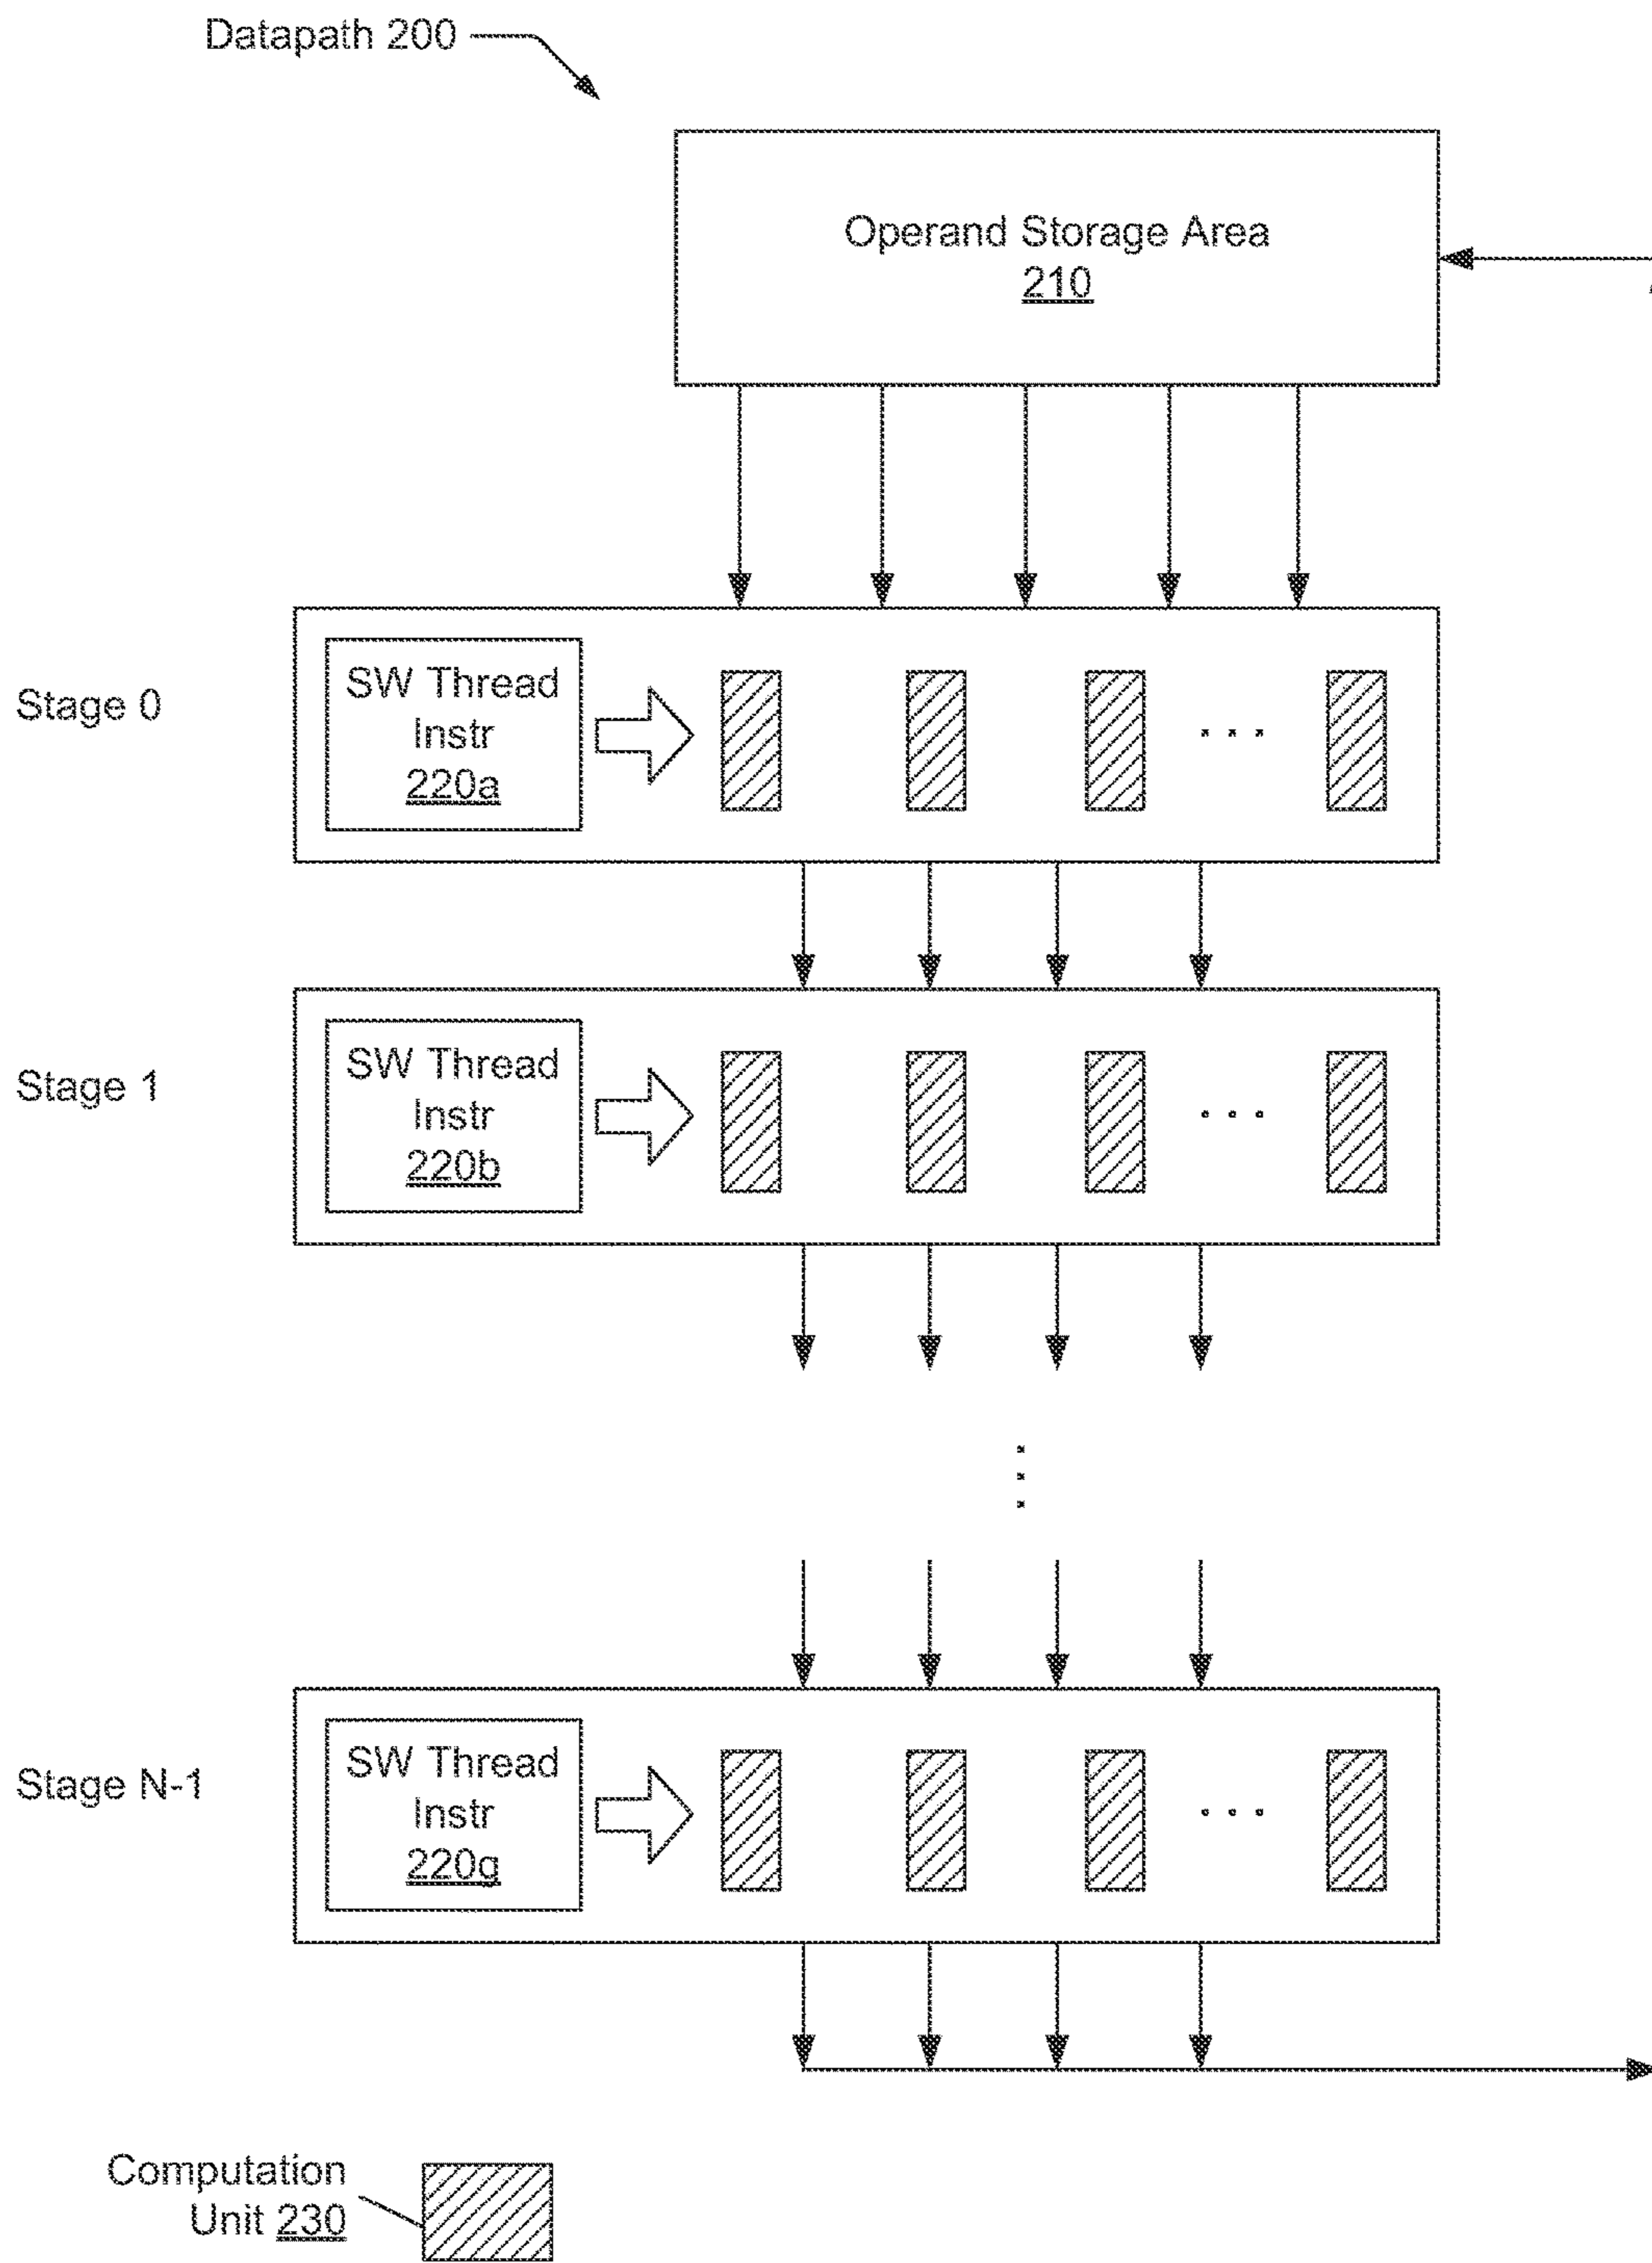 Datapath 200
Operand Storage Area
210
Stage 0
SW Thread
Instr
220a
Stage 1
SW Thread
Instr
220b
Stage N-1
SW Thread
Instr
220g
Computation
Unit 230